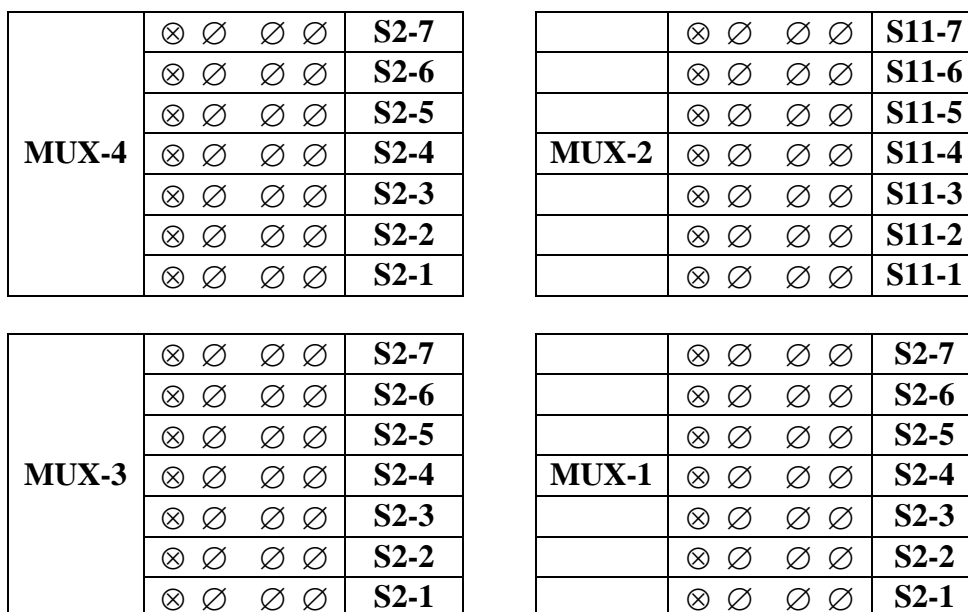 ⊗ ∅ ∅ ∅ S2-7
⊗ ∅ ∅ ∅ S2-6
⊗ ∅ ∅ ∅ S2-5
MUX-4 ⊗ ∅ ∅ ∅ S2-4
⊗ ∅ ∅ ∅ S2-3
⊗ ∅ ∅ ∅ S2-2
⊗ ∅ ∅ ∅ S2-1
⊗ ∅ ∅ ∅ S11-7
⊗ ∅ ∅ ∅ S11-6
⊗ ∅ ∅ ∅ S11-5
MUX-2 ⊗ ∅ ∅ ∅ S11-4
⊗ ∅ ∅ ∅ S11-3
⊗ ∅ ∅ ∅ S11-2
⊗ ∅ ∅ ∅ S11-1
⊗ ∅ ∅ ∅ S2-7
⊗ ∅ ∅ ∅ S2-6
⊗ ∅ ∅ ∅ S2-5
MUX-3 ⊗ ∅ ∅ ∅ S2-4
⊗ ∅ ∅ ∅ S2-3
⊗ ∅ ∅ ∅ S2-2
⊗ ∅ ∅ ∅ S2-1
⊗ ∅ ∅ ∅ S2-7
⊗ ∅ ∅ ∅ S2-6
⊗ ∅ ∅ ∅ S2-5
MUX-1 ⊗ ∅ ∅ ∅ S2-4
⊗ ∅ ∅ ∅ S2-3
⊗ ∅ ∅ ∅ S2-2
⊗ ∅ ∅ ∅ S2-1